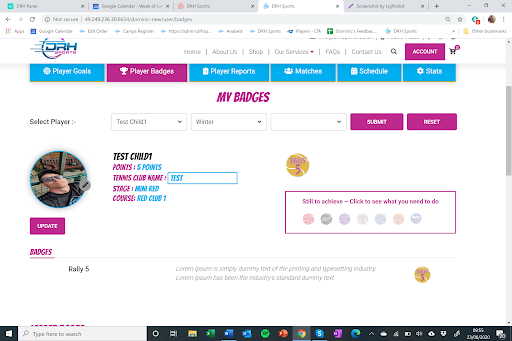 DRH Panel
Google Calendar - Week of Ju
DRH Sports
DRH Sports
Screenshot by Lightshot
Not secure | 49.249.236.30:8654/dominic-new/user/badges
Apps
Google Calendar
Edit Order
Camps Register
https://admin.drhsp...
Anabella
DRH Sports
Players - LTA
Dominic's Feedbac...
DRH Sports
Other bookmarks
DRH
SPORTS
Home | About Us | Shop | Our Services | FAQs | Contact Us
ACCOUNT
Player Goals
Player Badges
Player Reports
Matches
Schedule
Stats
MY BADGES
Select Player :-
Test Child1
Winter
SUBMIT
RESET
TEST CHILD1
POINTS : 5 POINTS
TENNIS CLUB NAME : TEST
STAGE : MINI RED
COURSE: RED CLUB 1
RALLY
5
Still to achieve – Click to see what you need to do
UPDATE
BADGES
Rally 5
Lorem Ipsum is simply dummy text of the printing and typesetting industry.
Lorem Ipsum has been the industry's standard dummy text
RALLY
5
Type here to search
09:55
23/06/2020